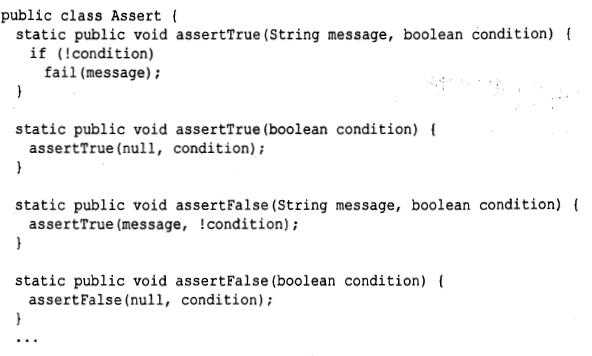 public class Assert {
static public void assertTrue(String message, boolean condition) {
if (!condition)
fail(message);
}
static public void assertTrue(boolean condition) {
assertTrue(null, condition);
}
static public void assertFalse(String message, boolean condition) {
assertTrue(message, !condition);
}
static public void assertFalse(boolean condition) {
assertFalse(null, condition);
}
...